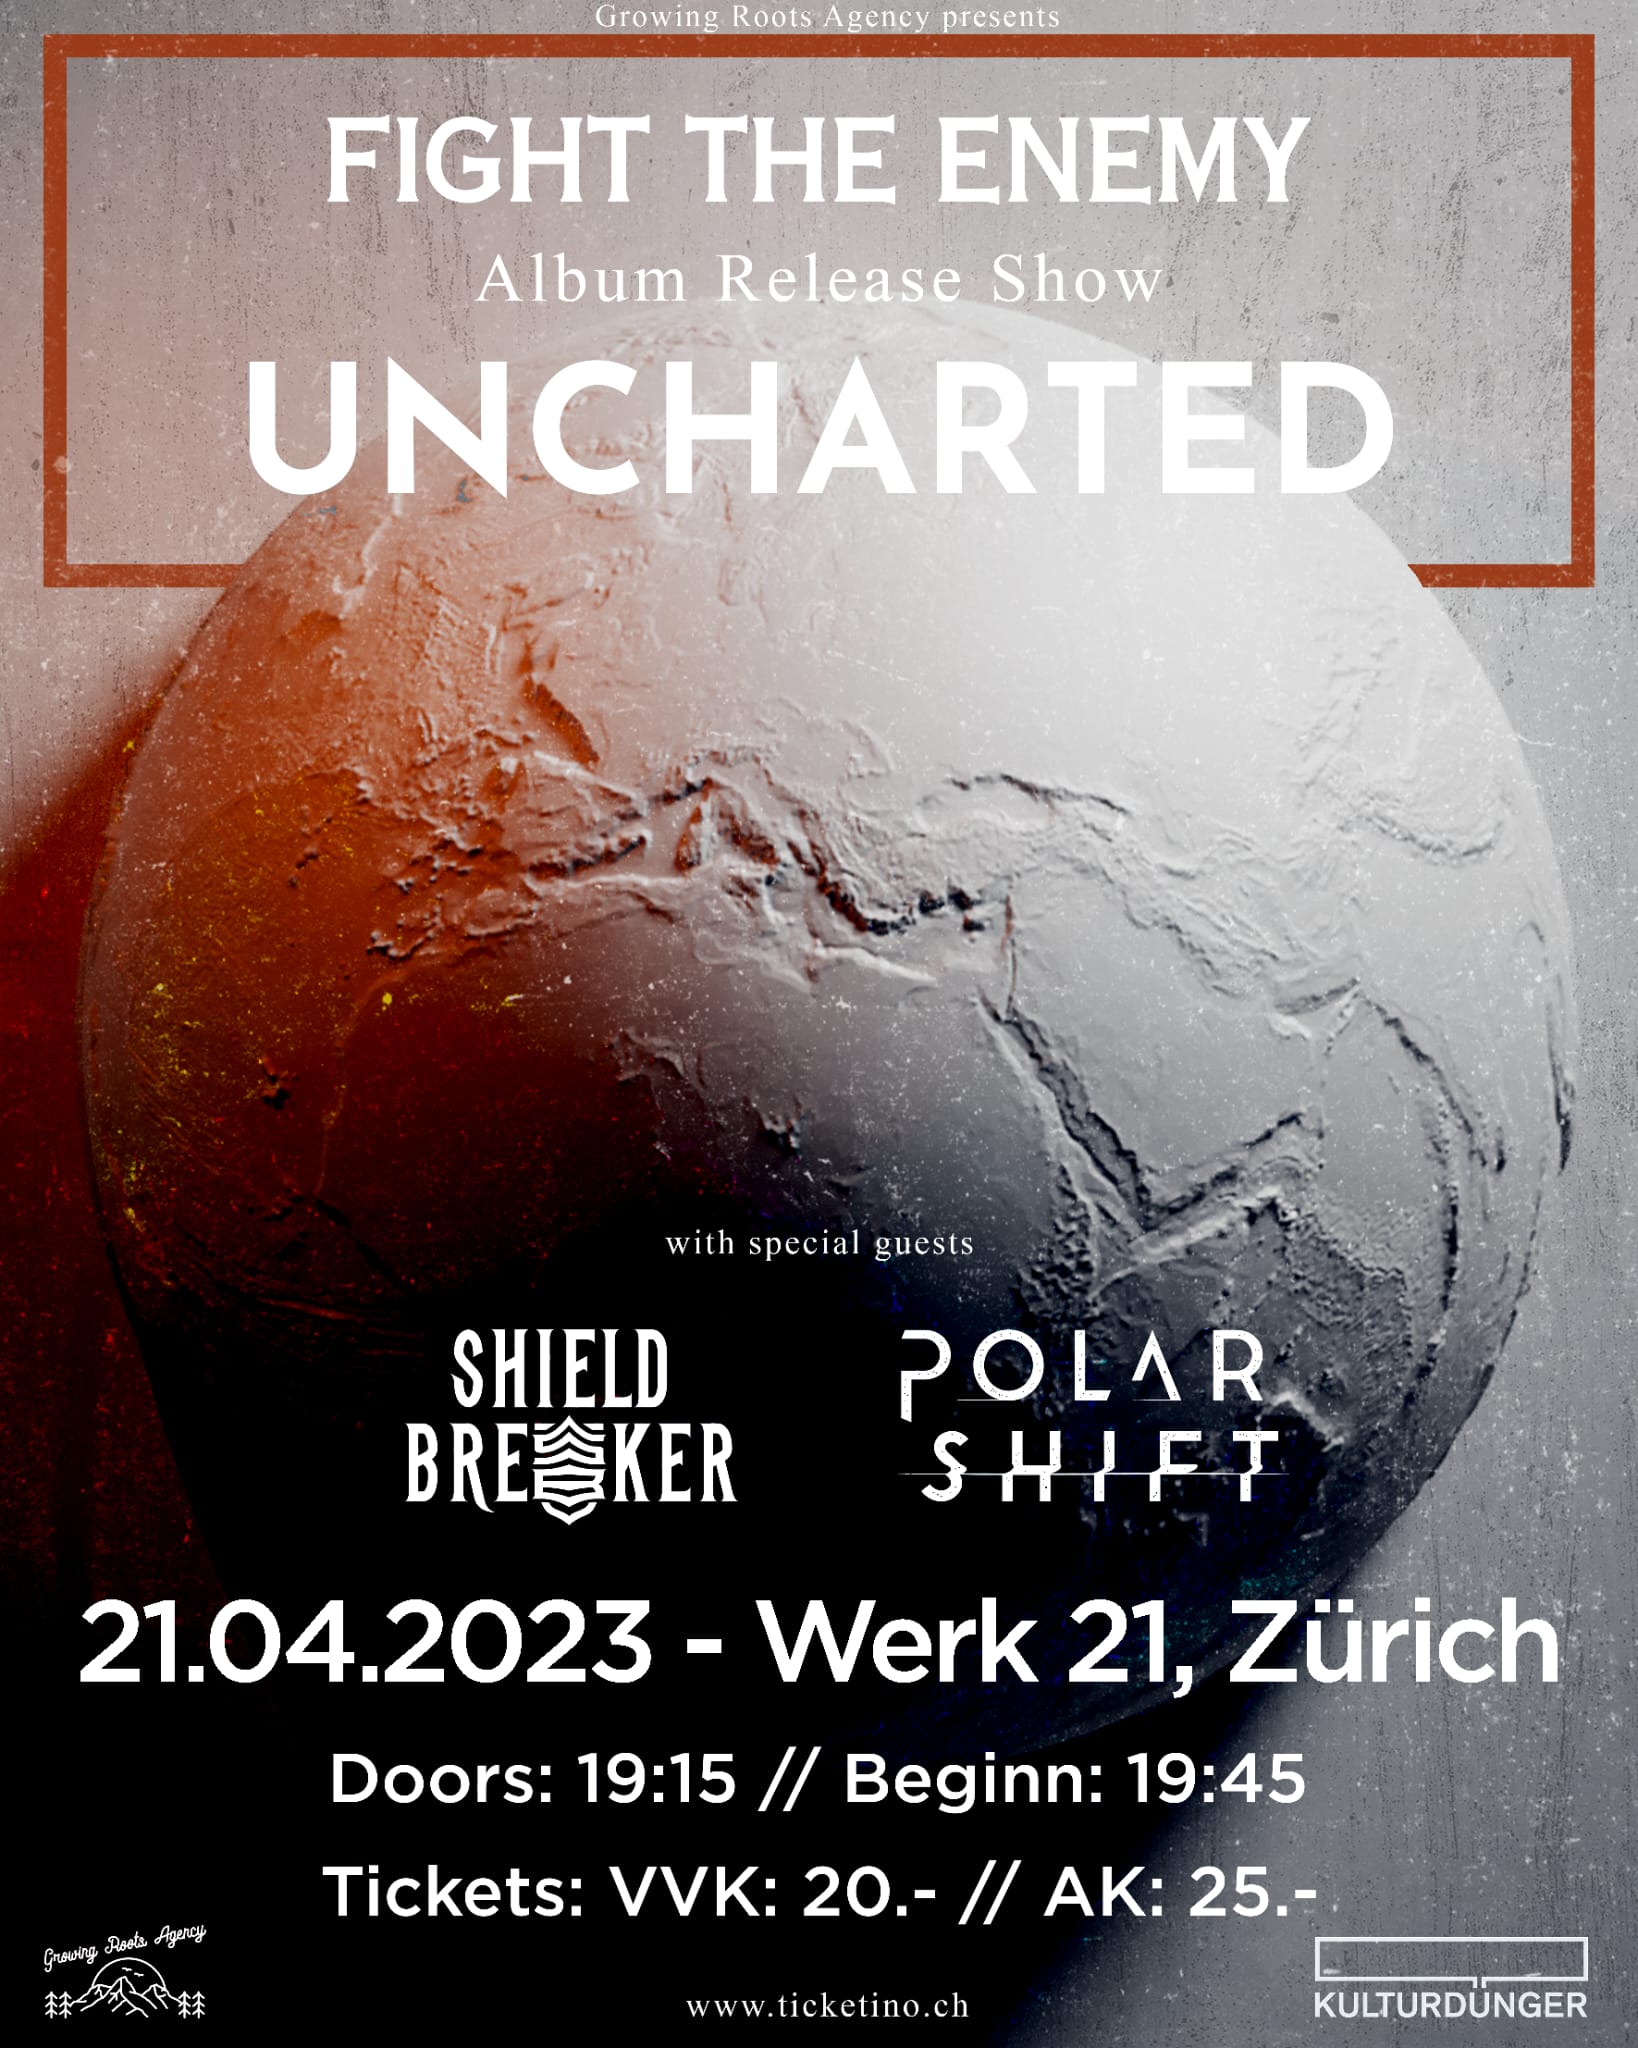 Growing Roots Agency presents
FIGHT THE ENEMY
Album Release Show
UNCHARTED
with special guests
SHIELD
BREAKER
POLAR
SHIFT
21.04.2023 - Werk 21, Zürich
Doors: 19:15 // Beginn: 19:45
Tickets: VVK: 20.- // AK: 25.-
Growing Roots Agency
www.ticketino.ch
KULTURDÜNGER